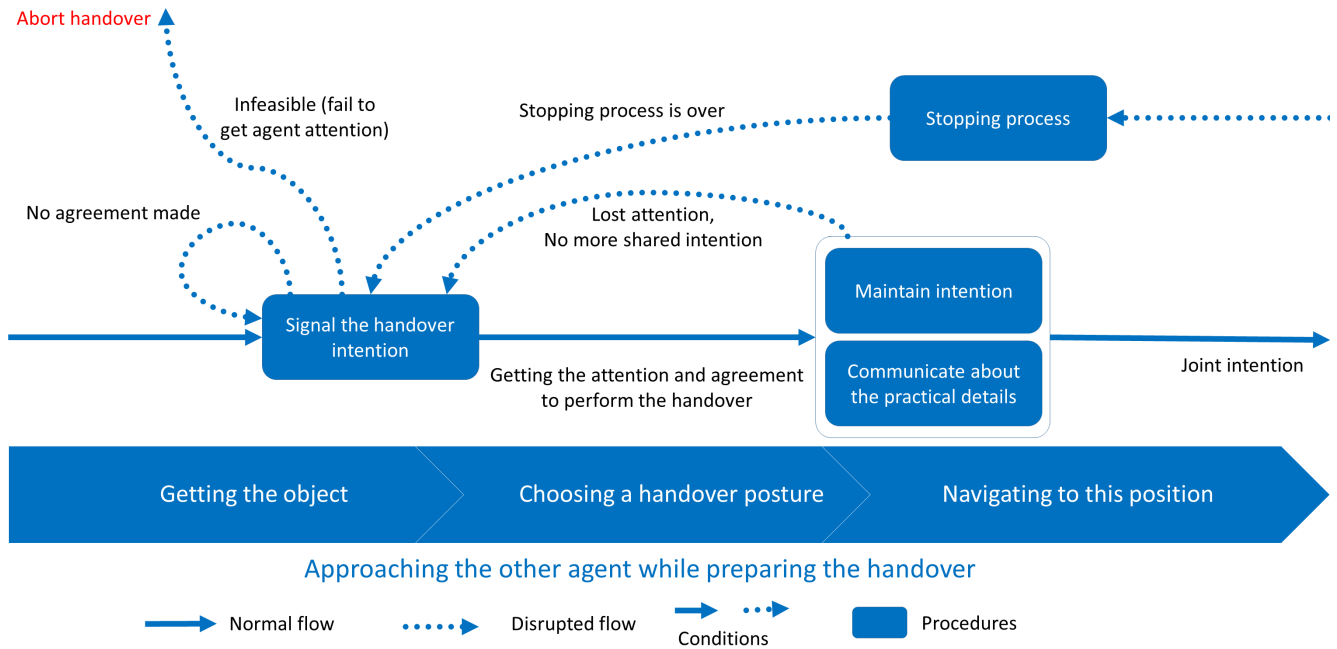 Abort handover
Infeasible (fail to
get agent attention)
Stopping process is over
Stopping process
No agreement made
Lost attention,
No more shared intention
Maintain intention
Signal the handover
intention
Getting the attention and agreement
to perform the handover
Communicate about
the practical details
Joint intention
Getting the object
Choosing a handover posture
Navigating to this position
Approaching the other agent while preparing the handover
Normal flow
Disrupted flow
Conditions
Procedures